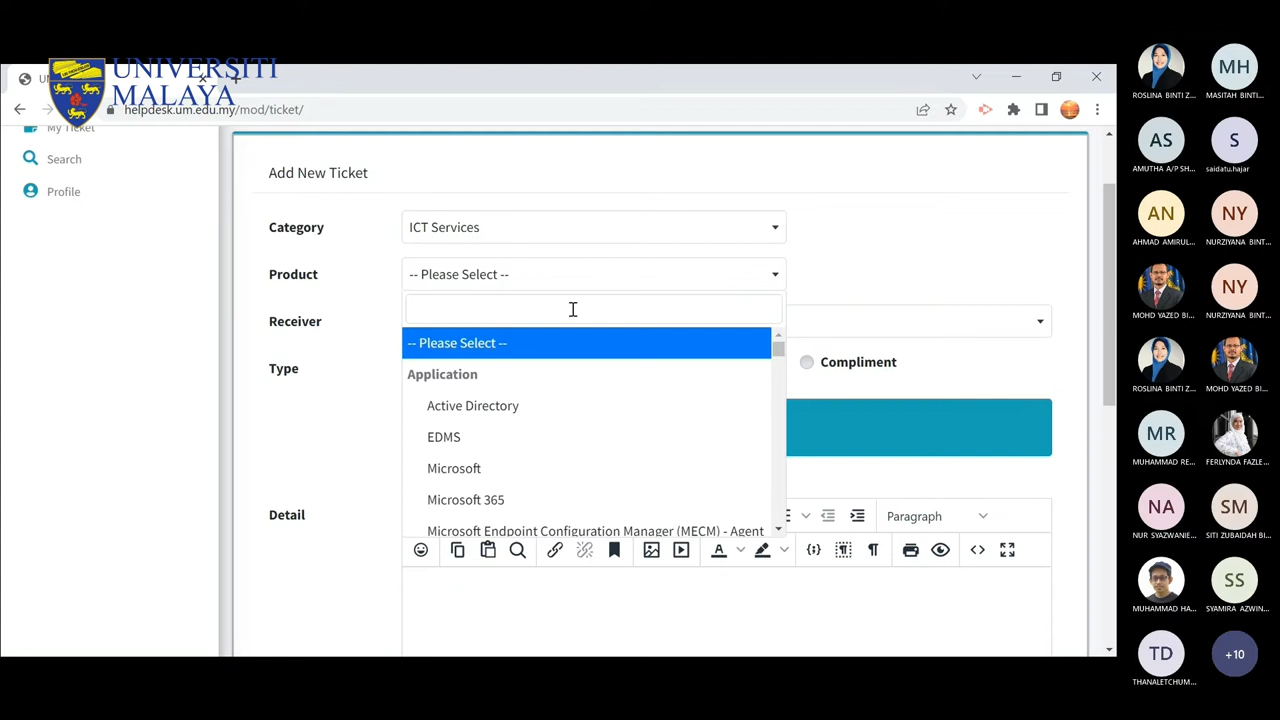 UNIVERSITI
MALAYA
helpdesk.um.edu.my/mod/ticket/
My Ticket
Search
Profile
Add New Ticket
Category
ICT Services
Product
-- Please Select --
Receiver
-- Please Select --
Application
Type
Compliment
Active Directory
EDMS
Microsoft
Microsoft 365
Microsoft Endpoint Configuration Manager (MECM) - Agent
Detail
Paragraph
ROSLINA BINTI Z...
MH
MASITAH BINTI...
AS
AMUTHA A/P SH...
S
saidatu.hajar
AN
AHMAD AMIRUL...
NY
NURZIYANA BINT...
MOHD YAZED BI...
NY
NURZIYANA BINT...
ROSLINA BINTI Z...
MOHD YAZED BI...
MR
MUHAMMAD RE...
FERLYNDA FAZLE...
NA
NUR SYAZWANIE...
SM
SITI ZUBAIDAH BI...
MUHAMMAD HA...
SS
SYAMIRA AZWIN...
TD
THANALETCHUM...
+10